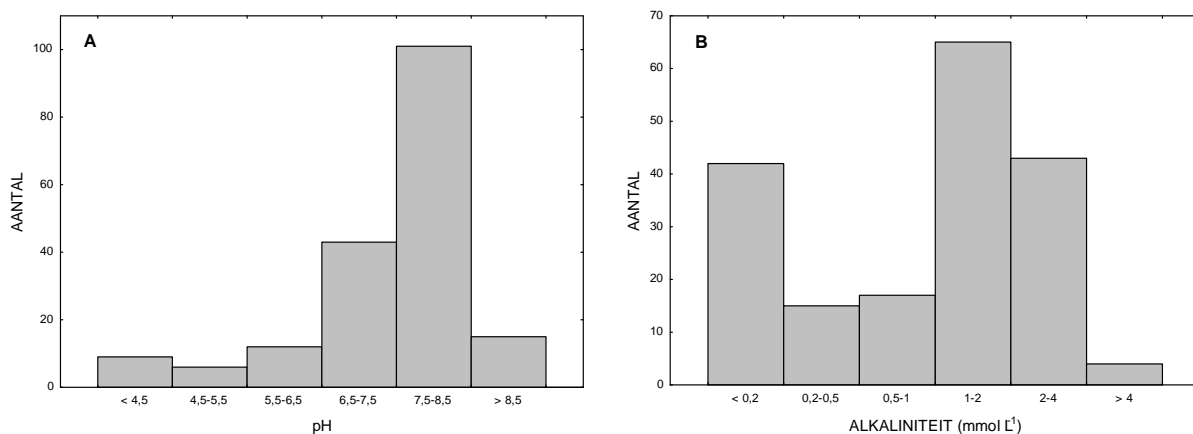 A
AANTAL
100
80
60
40
20
0
< 4,5 4,5-5,5 5,5-6,5 6,5-7,5 7,5-8,5 > 8,5
pH
B
AANTAL
70
60
50
40
30
20
10
0
< 0,2 0,2-0,5 0,5-1 1-2 2-4 > 4
ALKALINITEIT (mmol L-1)